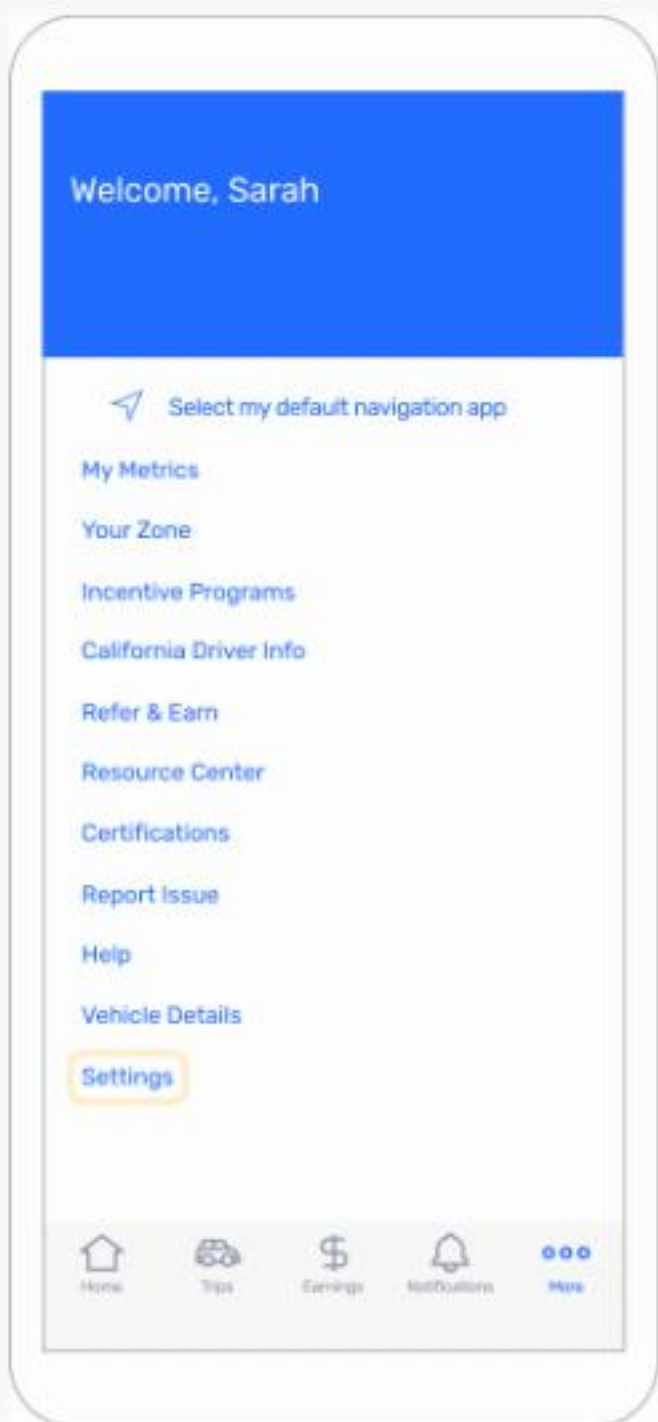 Welcome, Sarah
Select my default navigation app
My Metrics
Your Zone
Incentive Programs
California Driver Info
Refer & Earn
Resource Center
Certifications
Report Issue
Help
Vehicle Details
Settings
Home Trips Earnings Notifications More